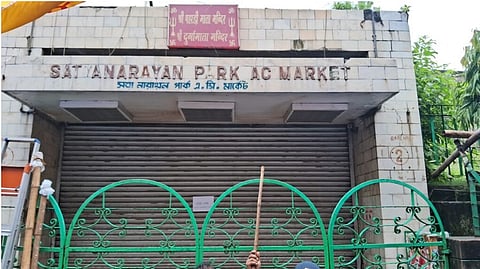 श्री दुर्गामाता मन्दिर
SATYANARAYAN PARK AC MARKET
সত্য নারায়ণ পার্ক এ. সি. মার্কেট
2